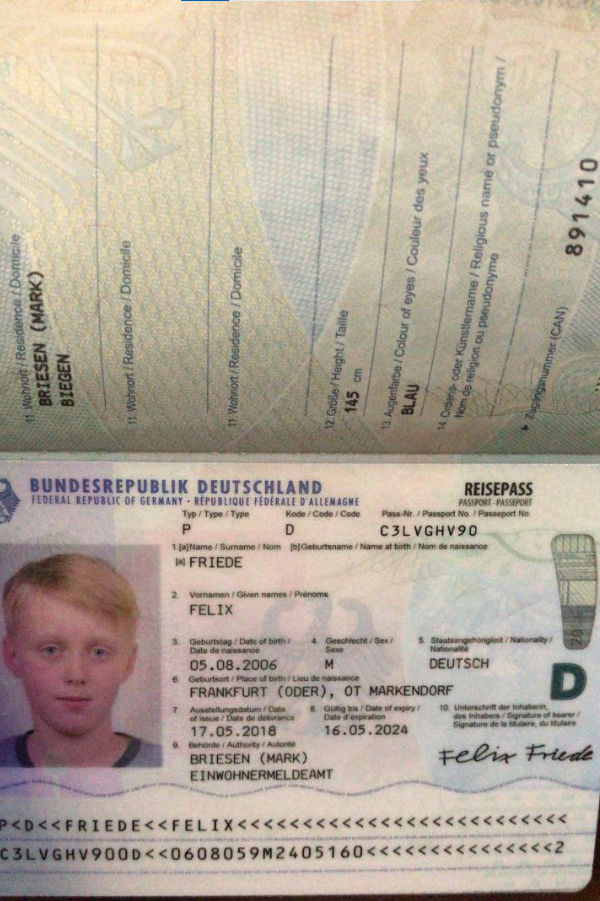 11. Wohnort / Residence / Domicile
BRIESEN (MARK)
BIEGEN
11. Wohnort / Residence / Domicile
11. Wohnort / Residence / Domicile
12. Größe / Height / Taille
145 cm
13. Augenfarbe / Colour of eyes / Couleur des yeux
BLAU
14. Ordens- oder Künstlername / Religious name or pseudonym /
Nom de religion ou pseudonyme
Zugangsnummer (CAN)
891410
BUNDESREPUBLIK DEUTSCHLAND
FEDERAL REPUBLIC OF GERMANY · RÉPUBLIQUE FÉDÉRALE D'ALLEMAGNE
REISEPASS
PASSPORT · PASSEPORT
Typ / Type / Type Kode / Code / Code Pass-Nr. / Passport No. / Passeport No.
P D C3LVGHV90
1.[a]Name / Surname / Nom [b]Geburtsname / Name at birth / Nom de naissance
[a] FRIEDE
2. Vornamen / Given names / Prénoms
FELIX
3. Geburtstag / Date of birth / Date de naissance
4. Geschlecht / Sex / Sexe
5. Staatsangehörigkeit / Nationality / Nationalité
05.08.2006 M DEUTSCH
6. Geburtsort / Place of birth / Lieu de naissance
FRANKFURT (ODER), OT MARKENDORF
7. Ausstellungsdatum / Date of issue / Date de délivrance
8. Gültig bis / Date of expiry / Date d'expiration
10. Unterschrift der Inhaberin, des Inhabers / Signature of bearer / Signature de la titulaire, du titulaire
17.05.2018 16.05.2024
9. Behörde / Authority / Autorité
BRIESEN (MARK)
EINWOHNERMELDEAMT
Felix Friede
D
P<D<<FRIEDE<<FELIX<<<<<<<<<<<<<<<<<<<<<<<<<<
C3LVGHV900D<<0608059M2405160<<<<<<<<<<<<<<<2